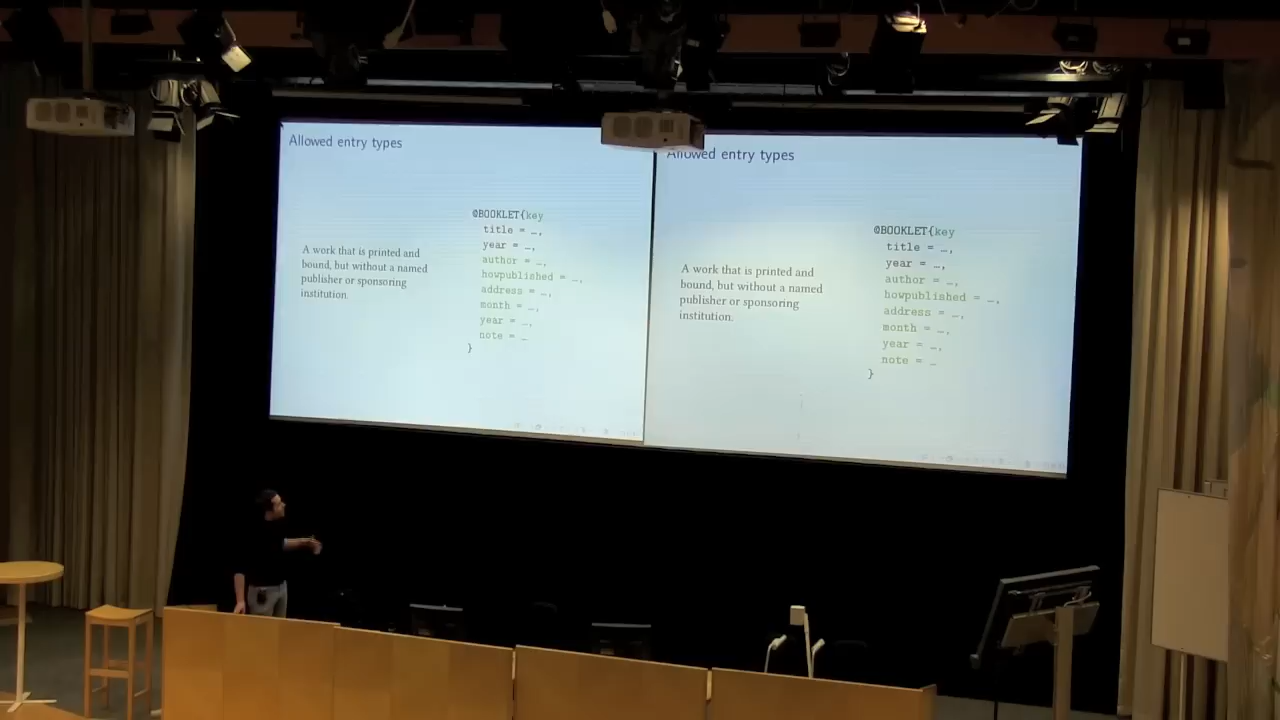 Allowed entry types
A work that is printed and
bound, but without a named
publisher or sponsoring
institution.
@BOOKLET{key
title = …,
year = …,
author = …,
howpublished = …,
address = …,
month = …,
year = …,
note = …
}
Allowed entry types
A work that is printed and
bound, but without a named
publisher or sponsoring
institution.
@BOOKLET{key
title = …,
year = …,
author = …,
howpublished = …,
address = …,
month = …,
year = …,
note = …
}